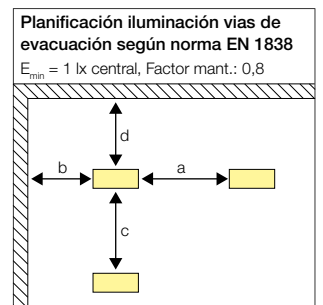 Planificación iluminación vias de
evacuación según norma EN 1838
Emin = 1 lx central, Factor mant.: 0,8
d
b
a
c